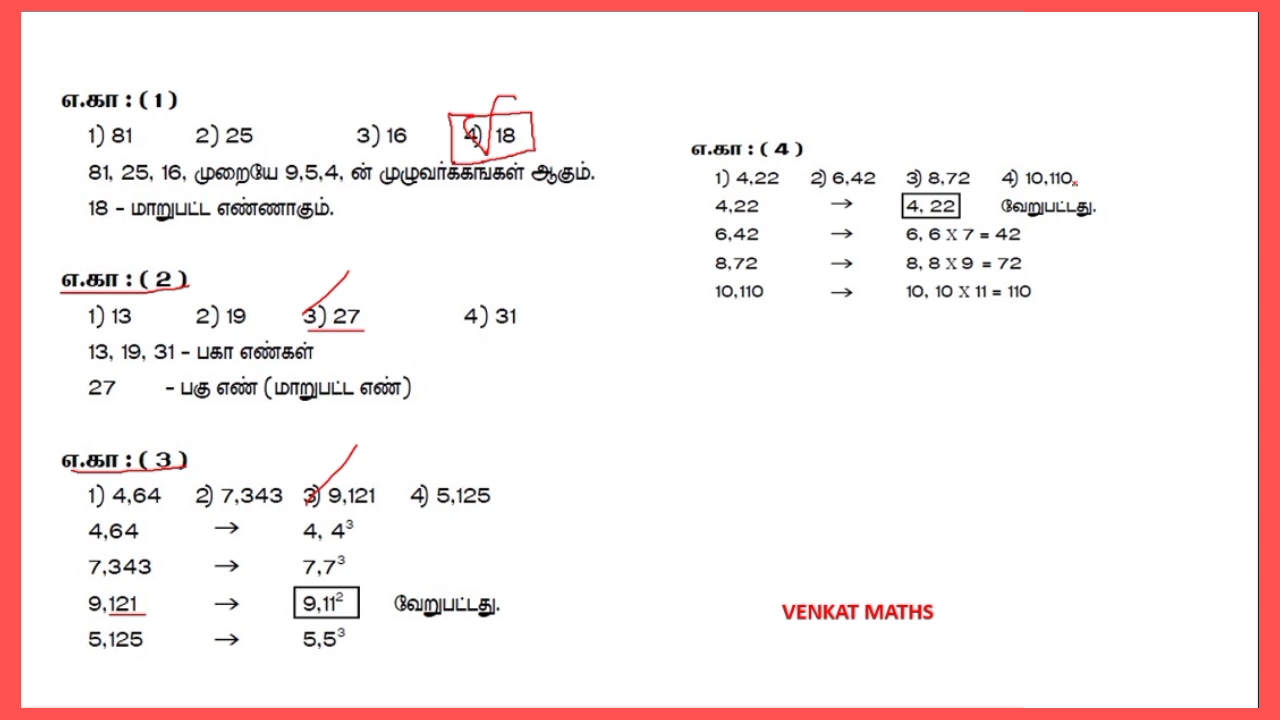 எ.கா : ( 1 )
1) 81 2) 25 3) 16 4) 18
81, 25, 16, முறையே 9,5,4, ன் முழுவர்க்கங்கள் ஆகும்.
18 - மாறுபட்ட எண்ணாகும்.
எ.கா : ( 2 )
1) 13 2) 19 3) 27 4) 31
13, 19, 31 - பகா எண்கள்
27 - பகு எண் (மாறுபட்ட எண்)
எ.கா : ( 3 )
1) 4,64 2) 7,343 3) 9,121 4) 5,125
4,64 → 4, 4³
7,343 → 7,7³
9,121 → 9,11² வேறுபட்டது.
5,125 → 5,5³
எ.கா : ( 4 )
1) 4,22 2) 6,42 3) 8,72 4) 10,110
4,22 → 4, 22 வேறுபட்டது.
6,42 → 6, 6 X 7 = 42
8,72 → 8, 8 X 9 = 72
10,110 → 10, 10 X 11 = 110
VENKAT MATHS